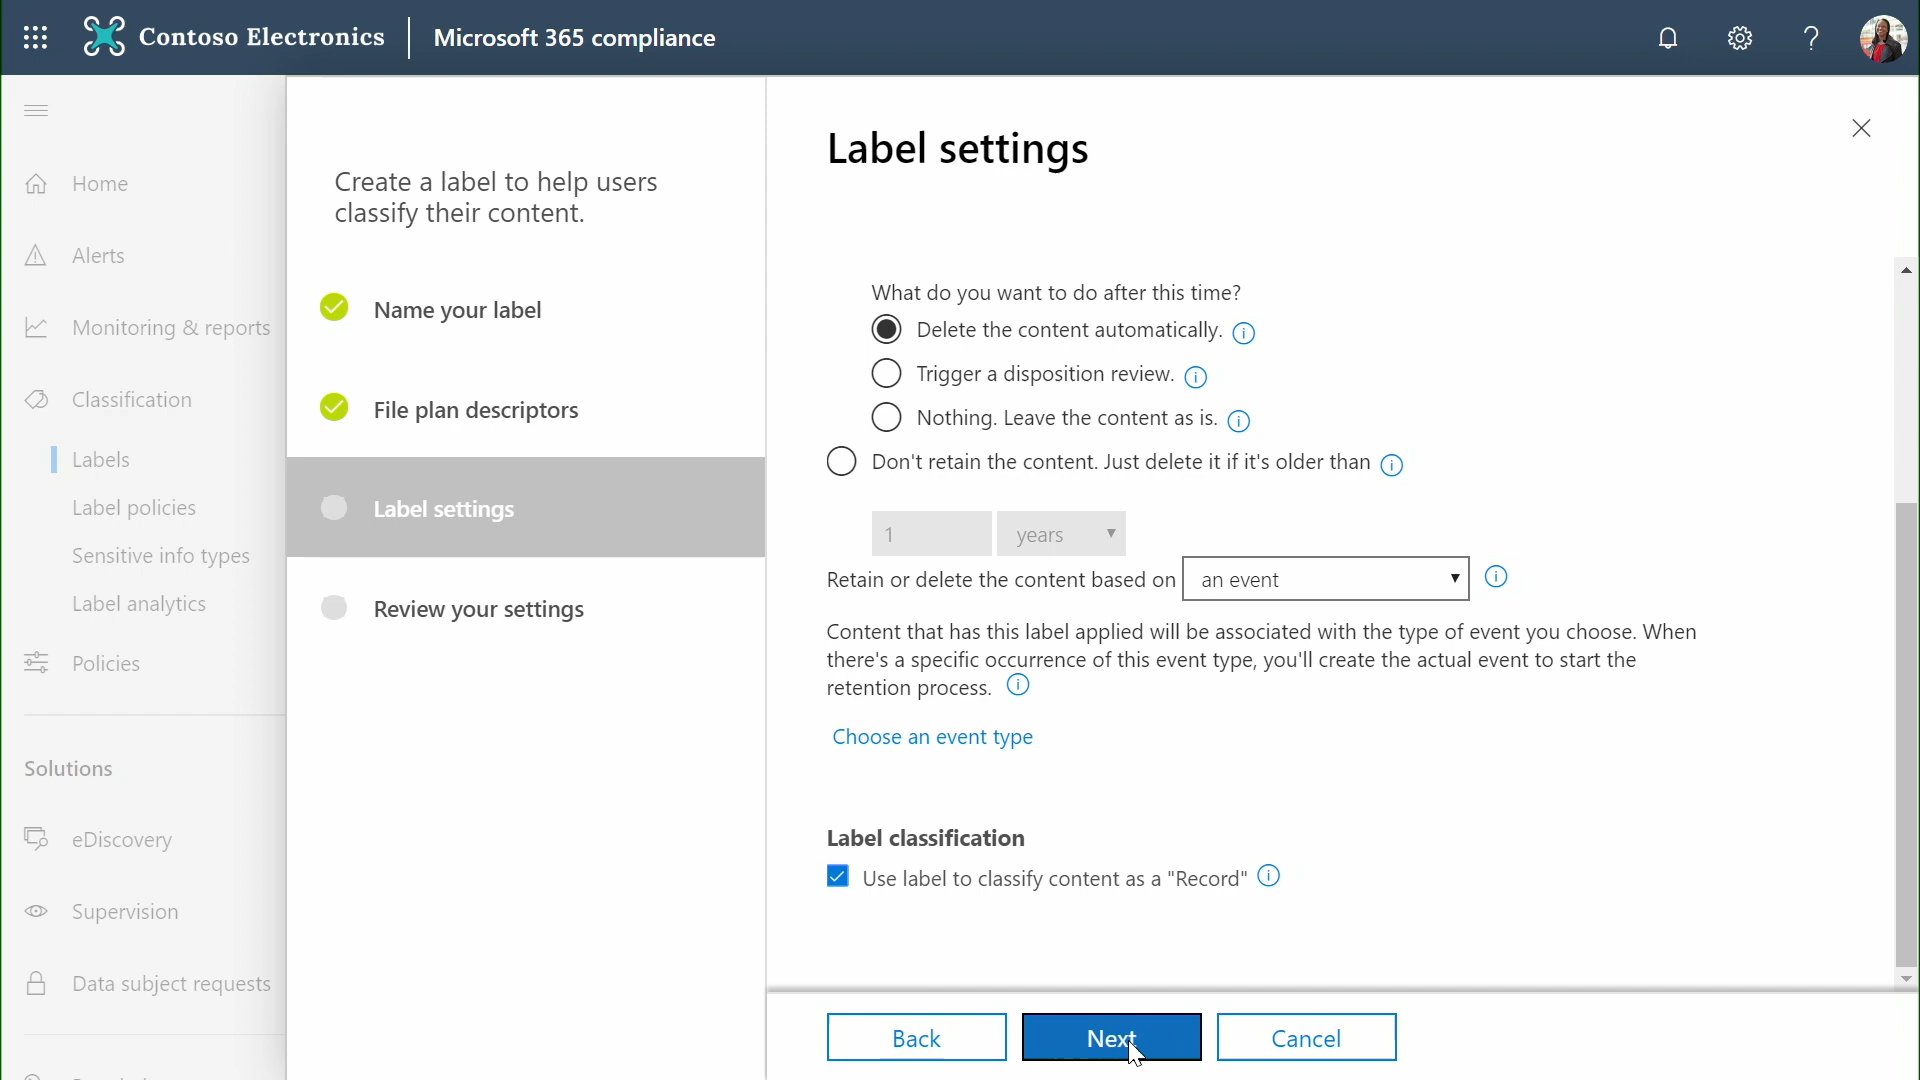 Contoso Electronics
Microsoft 365 compliance
Home
Alerts
Monitoring & reports
Classification
Labels
Label policies
Sensitive info types
Label analytics
Policies
Solutions
eDiscovery
Supervision
Data subject requests
Create a label to help users
classify their content.
Name your label
File plan descriptors
Label settings
Review your settings
Label settings
What do you want to do after this time?
Delete the content automatically.
Trigger a disposition review.
Nothing. Leave the content as is.
Don't retain the content. Just delete it if it's older than
1 years
Retain or delete the content based on an event
Content that has this label applied will be associated with the type of event you choose. When
there's a specific occurrence of this event type, you'll create the actual event to start the
retention process.
Choose an event type
Label classification
Use label to classify content as a "Record"
Back Next Cancel